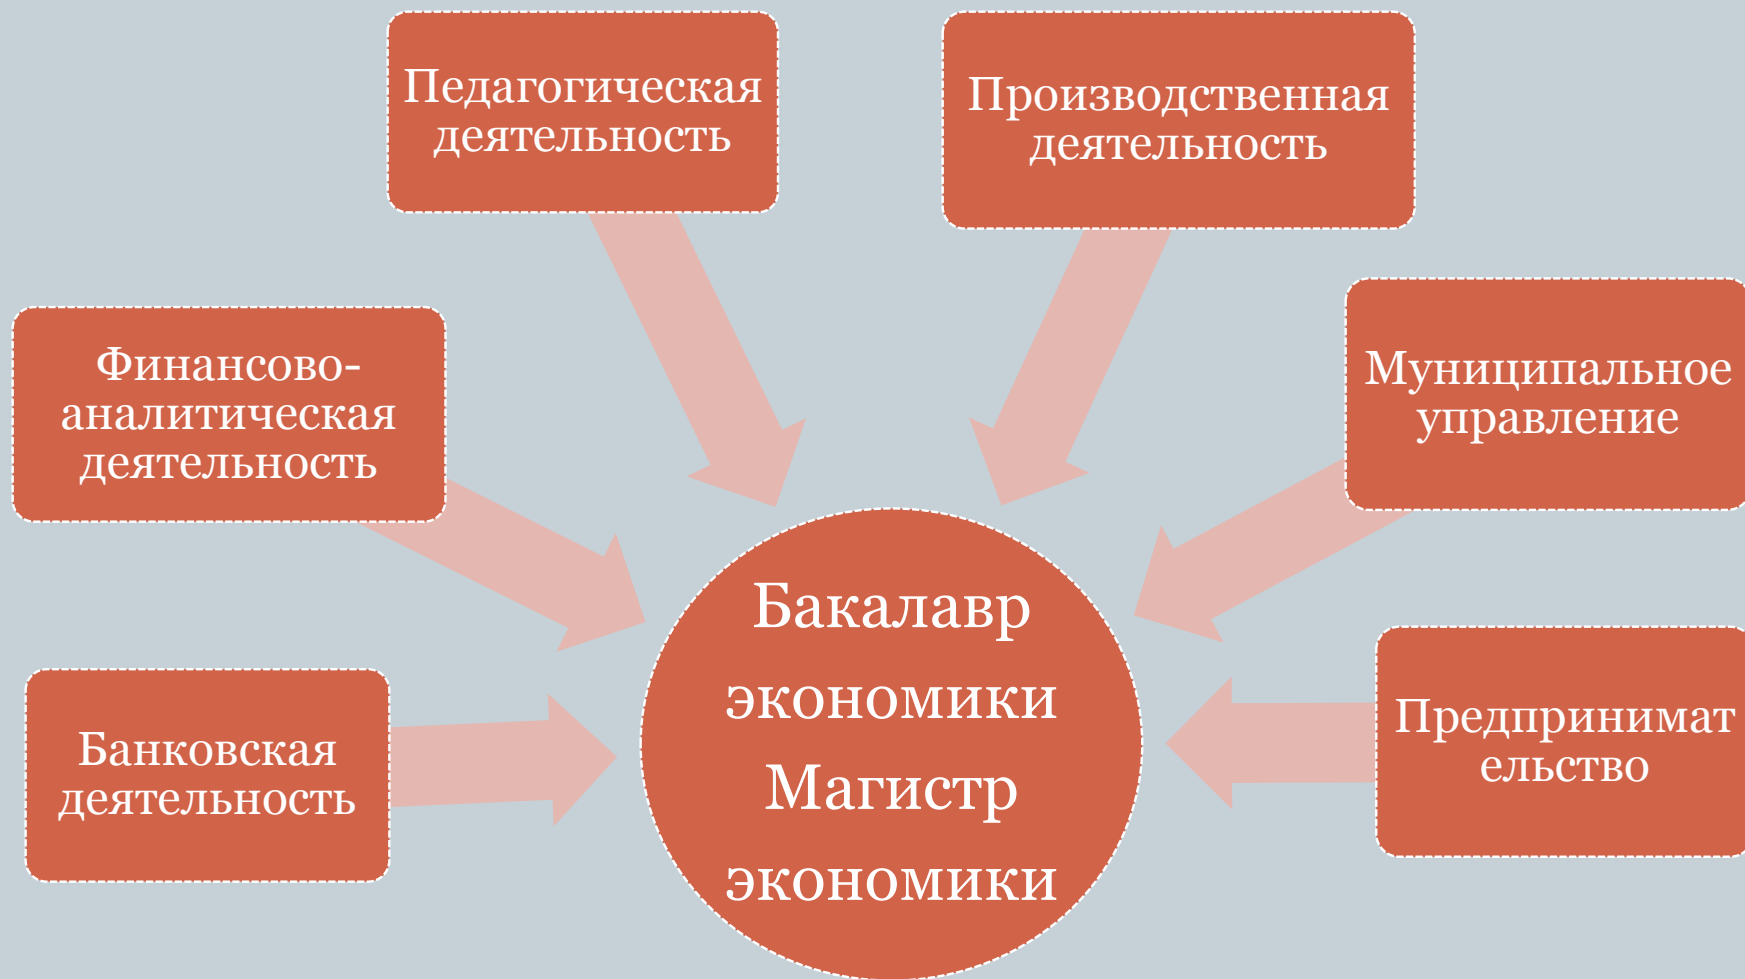 Педагогическая
деятельность
Производственная
деятельность
Финансово-
аналитическая
деятельность
Муниципальное
управление
Банковская
деятельность
Бакалавр
экономики
Магистр
экономики
Предпринимат
ельство